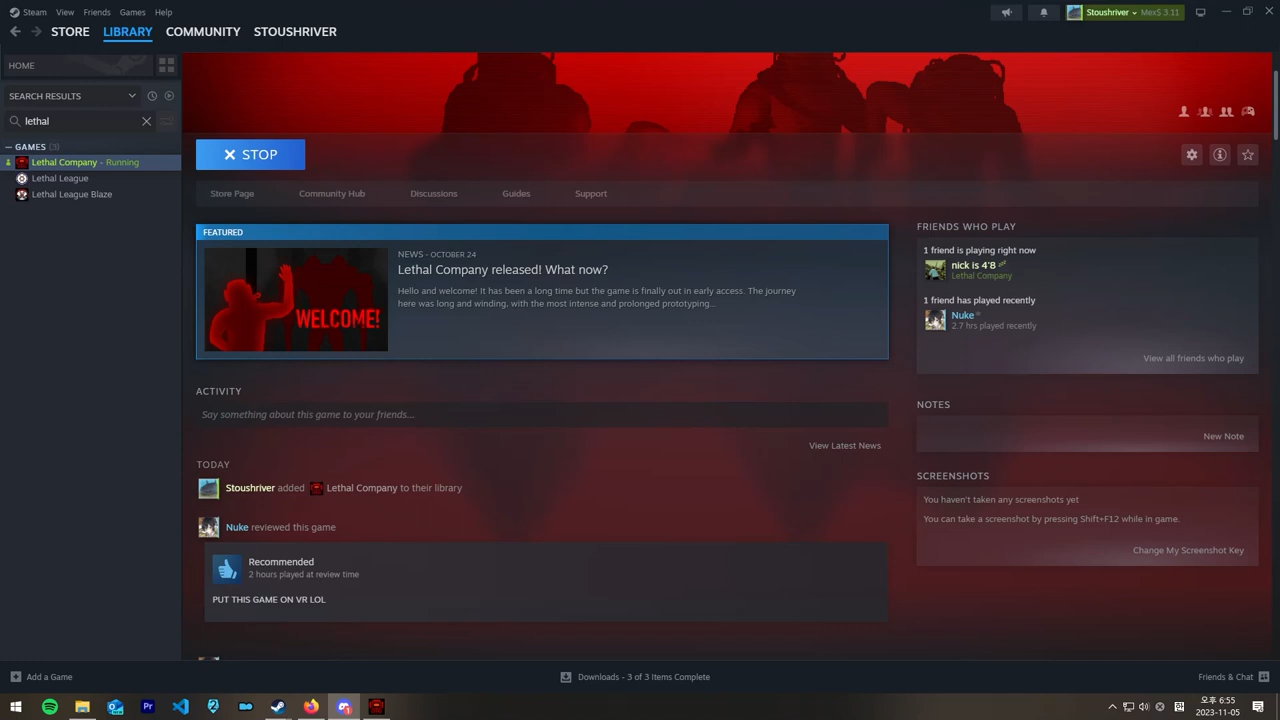 Steam View Friends Games Help
Stoushriver Mex$ 3.11
STORE LIBRARY COMMUNITY STOUSHRIVER
HOME
SEARCH RESULTS
lethal
GAMES (3)
Lethal Company - Running
Lethal League
Lethal League Blaze
STOP
Store Page Community Hub Discussions Guides Support
FEATURED
WELCOME!
NEWS - OCTOBER 24
Lethal Company released! What now?
Hello and welcome! It has been a long time but the game is finally out in early access. The journey
here was long and winding, with the most intense and prolonged prototyping...
ACTIVITY
Say something about this game to your friends...
View Latest News
TODAY
Stoushriver added Lethal Company to their library
Nuke reviewed this game
Recommended
2 hours played at review time
PUT THIS GAME ON VR LOL
FRIENDS WHO PLAY
1 friend is playing right now
nick is 4'8
Lethal Company
1 friend has played recently
Nuke
2.7 hrs played recently
View all friends who play
NOTES
New Note
SCREENSHOTS
You haven't taken any screenshots yet
You can take a screenshot by pressing Shift+F12 while in game.
Change My Screenshot Key
Add a Game
Downloads - 3 of 3 Items Complete
Friends & Chat
Pr
오후 6:55
2023-11-05